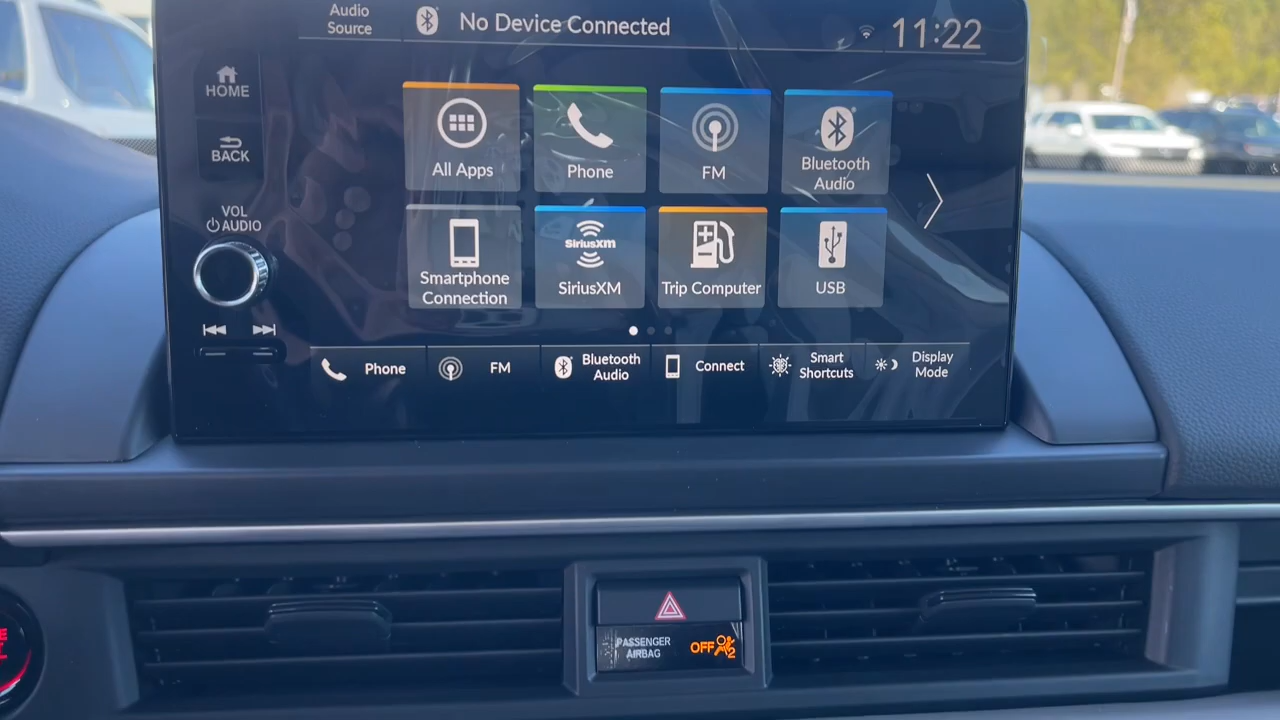 Audio
Source
No Device Connected
11:22
HOME
BACK
VOL
AUDIO
All Apps
Phone
FM
Bluetooth
Audio
Smartphone
Connection
SiriusXM
SiriusXM
Trip Computer
USB
Phone
FM
Bluetooth
Audio
Connect
Smart
Shortcuts
Display
Mode
PASSENGER
AIRBAG
OFF
2